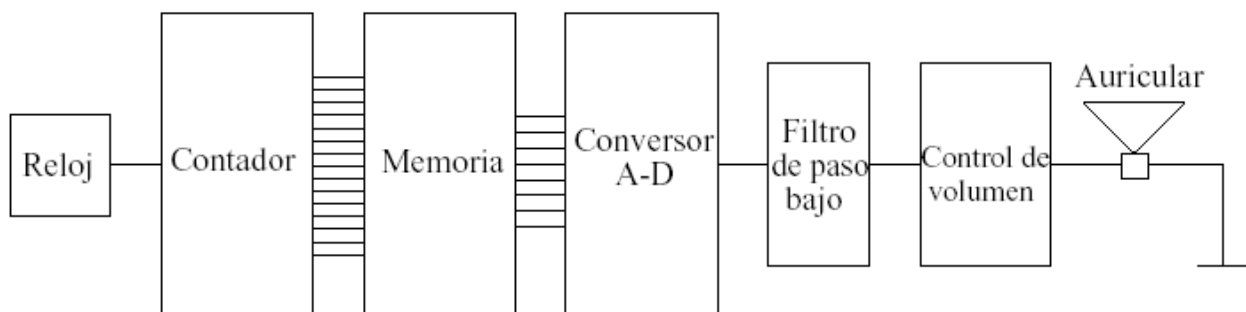 Reloj
Contador
Memoria
Conversor
A-D
Filtro
de paso
bajo
Control de
volumen
Auricular